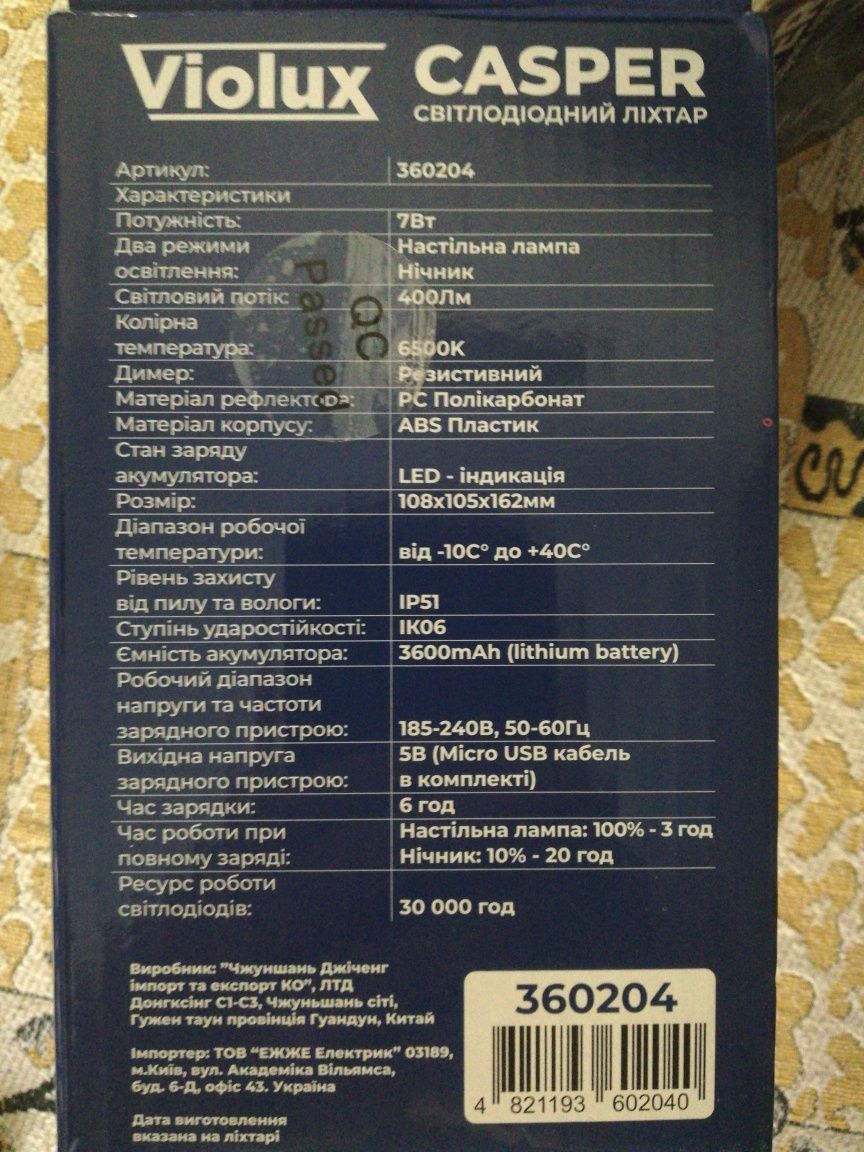 Violux CASPER
СВІТЛОДІОДНИЙ ЛІХТАР
Артикул: 360204
Характеристики
Потужність: 7Вт
Два режими Настільна лампа
освітлення: Нічник
Світловий потік: 400Лм
Колірна
температура: 6500K
Димер: Резистивний
Матеріал рефлектора: PC Полікарбонат
Матеріал корпусу: ABS Пластик
Стан заряду
акумулятора: LED - індикація
Розмір: 108x105x162мм
Діапазон робочої
температури: від -10C° до +40C°
Рівень захисту
від пилу та вологи: IP51
Ступінь ударостійкості: IK06
Ємність акумулятора: 3600mAh (lithium battery)
Робочий діапазон
напруги та частоти
зарядного пристрою: 185-240В, 50-60Гц
Вихідна напруга 5В (Micro USB кабель
зарядного пристрою: в комплекті)
Час зарядки: 6 год
Час роботи при Настільна лампа: 100% - 3 год
повному заряді: Нічник: 10% - 20 год
Ресурс роботи
світлодіодів: 30 000 год
QC
Passed
Виробник: "Чжуншань Джіченг
імпорт та експорт КО", ЛТД
Донгксінг С1-С3, Чжуньшань сіті,
Гужен таун провінція Гуандун, Китай
Імпортер: ТОВ "ЕЖЖЕ Електрик" 03189,
м.Київ, вул. Академіка Вільямса,
буд. 6-Д, офіс 43. Україна
Дата виготовлення
вказана на ліхтарі
360204
4 821193 602040